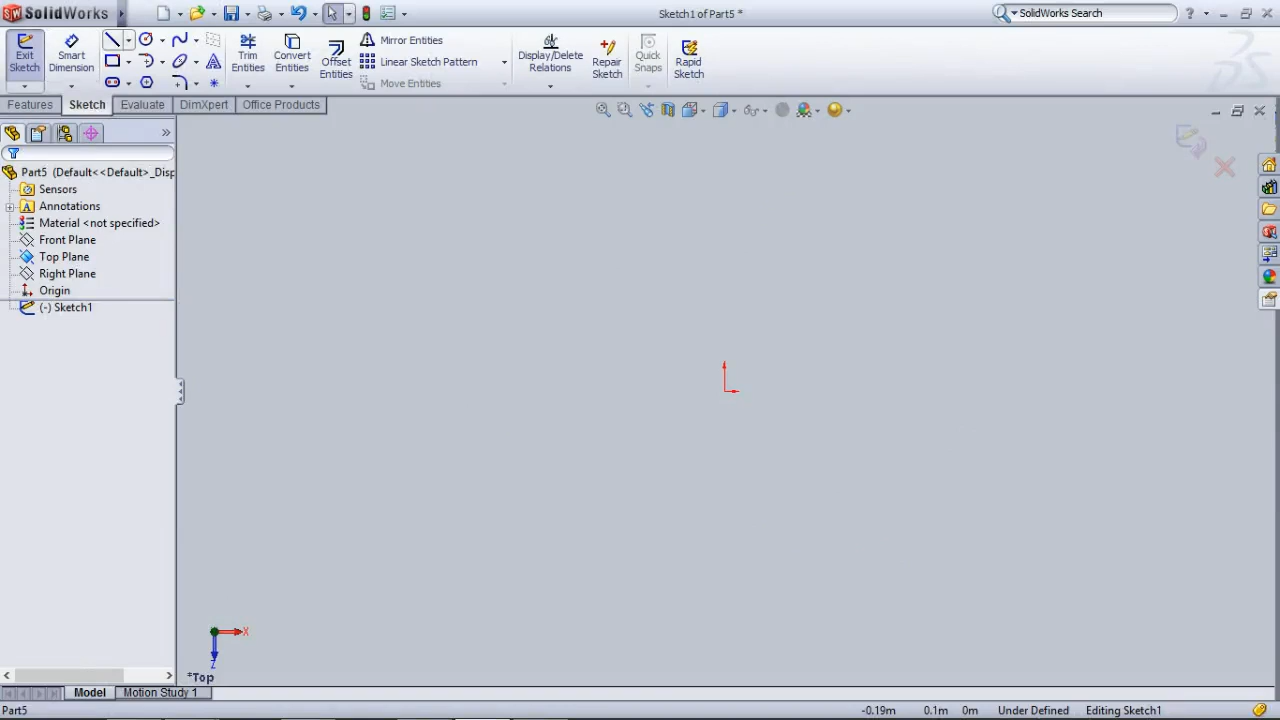 SolidWorks
Sketch1 of Part5 *
SolidWorks Search
Exit Sketch
Smart Dimension
Trim Entities
Convert Entities
Offset Entities
Mirror Entities
Linear Sketch Pattern
Move Entities
Display/Delete Relations
Repair Sketch
Quick Snaps
Rapid Sketch
Features
Sketch
Evaluate
DimXpert
Office Products
Part5 (Default<<Default>_Disp
Sensors
Annotations
Material <not specified>
Front Plane
Top Plane
Right Plane
Origin
(-) Sketch1
X
Z
*Top
Model
Motion Study 1
Part5
-0.19m
0.1m
0m
Under Defined
Editing Sketch1